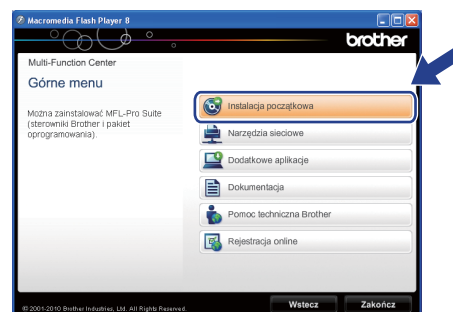 Macromedia Flash Player 8
brother
Multi-Function Center
Górne menu
Można zainstalować MFL-Pro Suite
(sterowniki Brother i pakiet
oprogramowania).
Instalacja początkowa
Narzędzia sieciowe
Dodatkowe aplikacje
Dokumentacja
Pomoc techniczna Brother
Rejestracja online
© 2001-2010 Brother Industries, Ltd. All Rights Reserved.
Wstecz
Zakończ